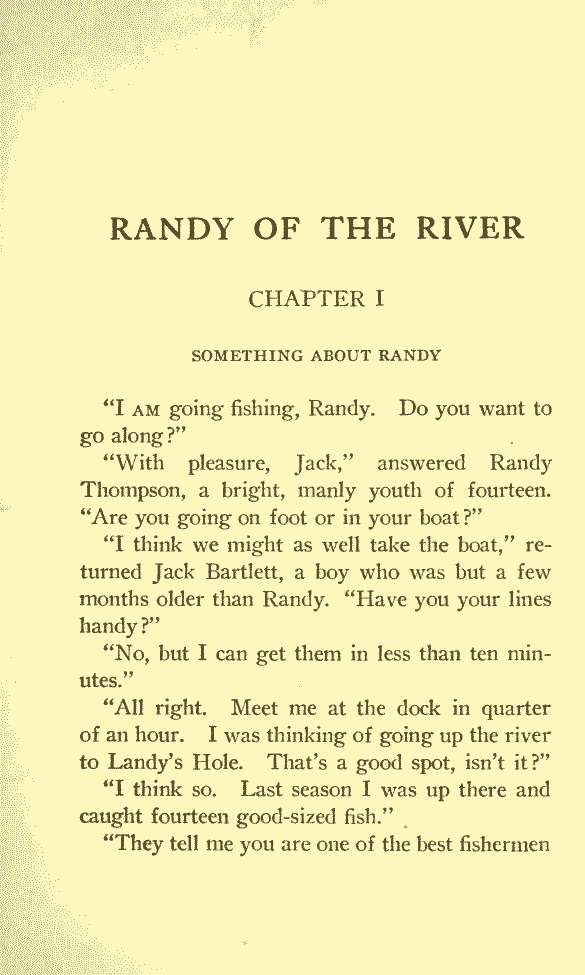 RANDY OF THE RIVER
CHAPTER I
SOMETHING ABOUT RANDY
“I AM going fishing, Randy. Do you want to
go along?”
“With pleasure, Jack,” answered Randy
Thompson, a bright, manly youth of fourteen.
“Are you going on foot or in your boat?”
“I think we might as well take the boat,” re-
turned Jack Bartlett, a boy who was but a few
months older than Randy. “Have you your lines
handy?”
“No, but I can get them in less than ten min-
utes.”
“All right. Meet me at the dock in quarter
of an hour. I was thinking of going up the river
to Landy’s Hole. That’s a good spot, isn’t it?”
“I think so. Last season I was up there and
caught fourteen good-sized fish.”
“They tell me you are one of the best fishermen